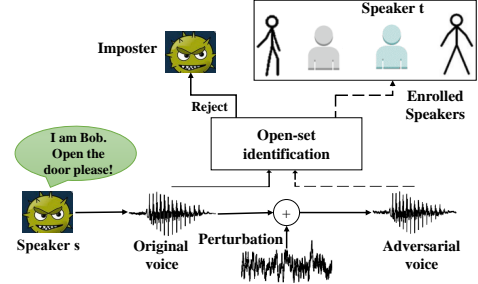 Speaker t
Imposter
Enrolled
Speakers
Reject
Open-set
identification
I am Bob.
Open the
door please!
Speaker s
Original
voice
+
Perturbation
Adversarial
voice